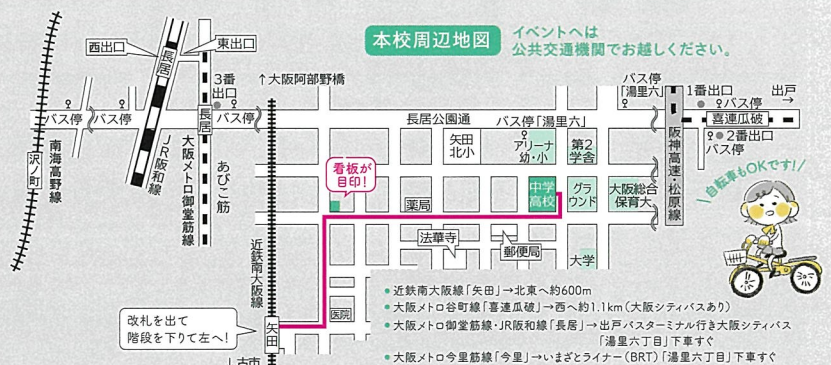 本校周辺地図
イベントへは
公共交通機関でお越しください。
西出口
東出口
長居
3番
出口
↑大阪阿部野橋
バス停
「湯里六」
1番出口
バス停
出戸
→
バス停
バス停
長居
バス停
長居公園通
バス停「湯里六」
喜連瓜破
2番出口
バス停
沢ノ町
南海高野線
JR阪和線
大阪メトロ御堂筋線
あびこ筋
矢田
北小
アリーナ
幼・小
第2
学舎
阪神高速・松原線
看板が
目印!
薬局
中学
高校
グラ
ウンド
大阪総合
保育大
自転車もOKです!
法華寺
郵便局
大学
近鉄南大阪線
医院
改札を出て
階段を下りて左へ!
矢田
古市
●近鉄南大阪線「矢田」→北東へ約600m
●大阪メトロ谷町線「喜連瓜破」→西へ約1.1km(大阪シティバスあり)
●大阪メトロ御堂筋線・JR阪和線「長居」→出戸バスターミナル行き大阪シティバス
「湯里六丁目」下車すぐ
●大阪メトロ今里筋線「今里」→いまざとライナー(BRT)「湯里六丁目」下車すぐ